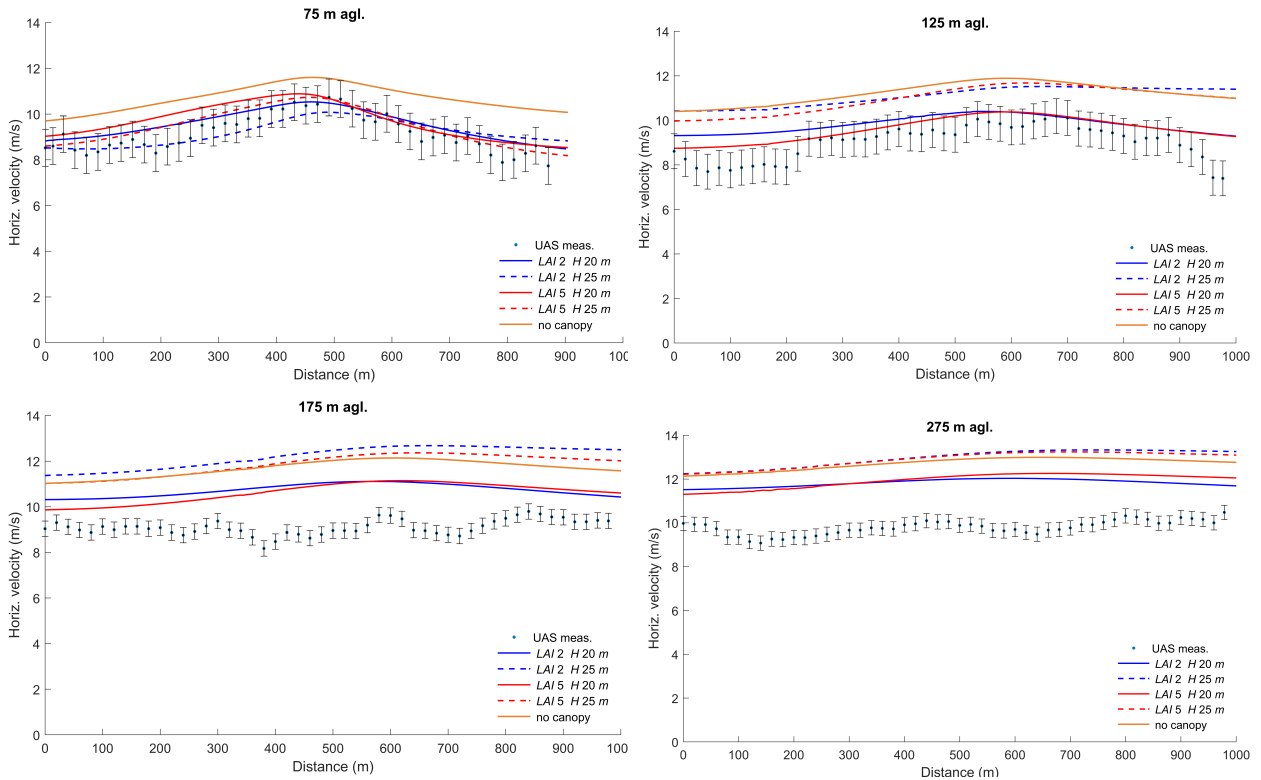 75 m agl.
14
12
10
8
6
4
2
0
Horiz. velocity (m/s)
UAS meas.
LAI 2 H 20 m
LAI 2 H 25 m
LAI 5 H 20 m
LAI 5 H 25 m
no canopy
0 100 200 300 400 500 600 700 800 900 1000
Distance (m)
125 m agl.
14
12
10
8
6
4
2
0
Horiz. velocity (m/s)
UAS meas.
LAI 2 H 20 m
LAI 2 H 25 m
LAI 5 H 20 m
LAI 5 H 25 m
no canopy
0 100 200 300 400 500 600 700 800 900 1000
Distance (m)
175 m agl.
14
12
10
8
6
4
2
0
Horiz. velocity (m/s)
UAS meas.
LAI 2 H 20 m
LAI 2 H 25 m
LAI 5 H 20 m
LAI 5 H 25 m
no canopy
0 100 200 300 400 500 600 700 800 900 1000
Distance (m)
275 m agl.
14
12
10
8
6
4
2
0
Horiz. velocity (m/s)
UAS meas.
LAI 2 H 20 m
LAI 2 H 25 m
LAI 5 H 20 m
LAI 5 H 25 m
no canopy
0 100 200 300 400 500 600 700 800 900 1000
Distance (m)